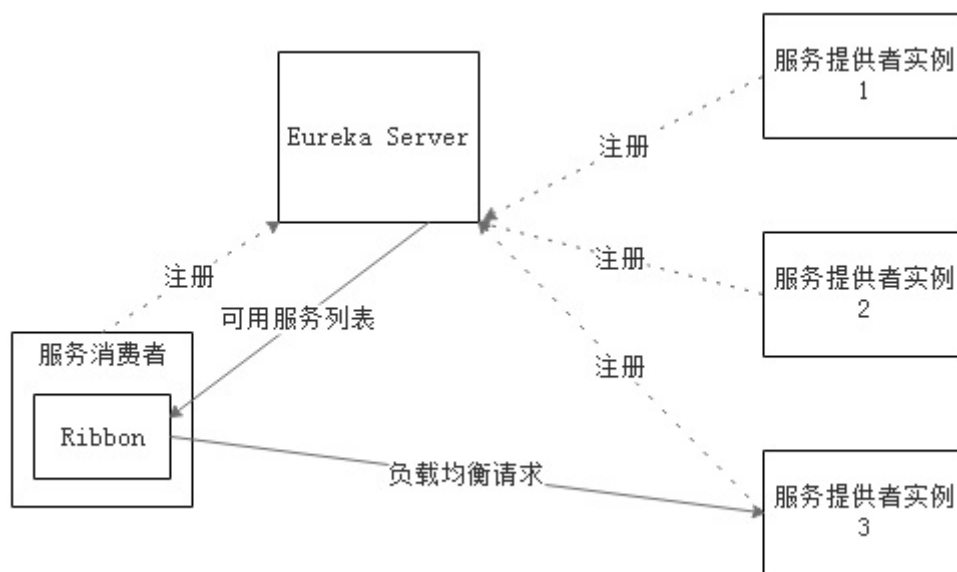 服务提供者实例
1
Eureka Server
注册
注册
服务提供者实例
2
注册
可用服务列表
服务消费者
注册
Ribbon
负载均衡请求
服务提供者实例
3